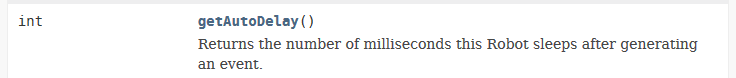 int getAutoDelay()
Returns the number of milliseconds this Robot sleeps after generating
an event.